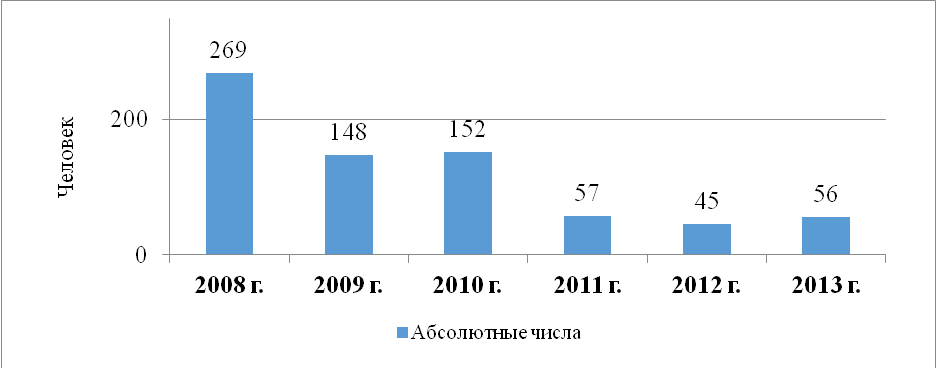 269
148
152
57
45
56
200
0
Человек
2008 г.
2009 г.
2010 г.
2011 г.
2012 г.
2013 г.
Абсолютные числа